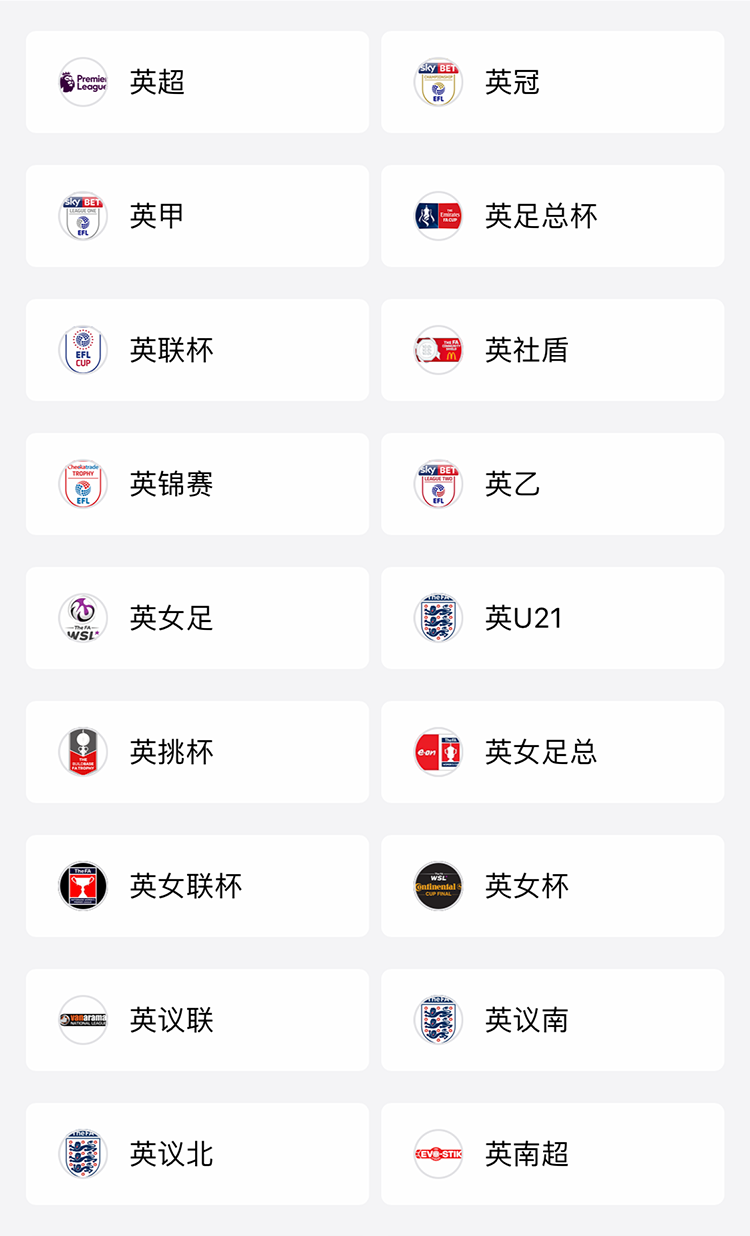 Premier League 英超
sky BET CHAMPIONSHIP EFL 英冠
sky BET LEAGUE ONE EFL 英甲
THE Emirates FA CUP 英足总杯
EFL CUP 英联杯
THE FA COMMUNITY SHIELD 英社盾
Checkatrade TROPHY EFL 英锦赛
sky BET LEAGUE TWO EFL 英乙
The FA WSL 英女足
The FA 英U21
THE BUILDBASE FA TROPHY 英挑杯
e·on The FA 英女足总
The FA 英女联杯
WSL Continental CUP FINAL 英女杯
vanarama NATIONAL LEAGUE 英议联
The FA 英议南
The FA 英议北
EVO-STIK 英南超